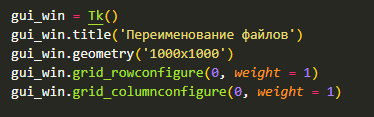 gui_win = Tk()
gui_win.title('Переименование файлов')
gui_win.geometry('1000x1000')
gui_win.grid_rowconfigure(0, weight = 1)
gui_win.grid_columnconfigure(0, weight = 1)